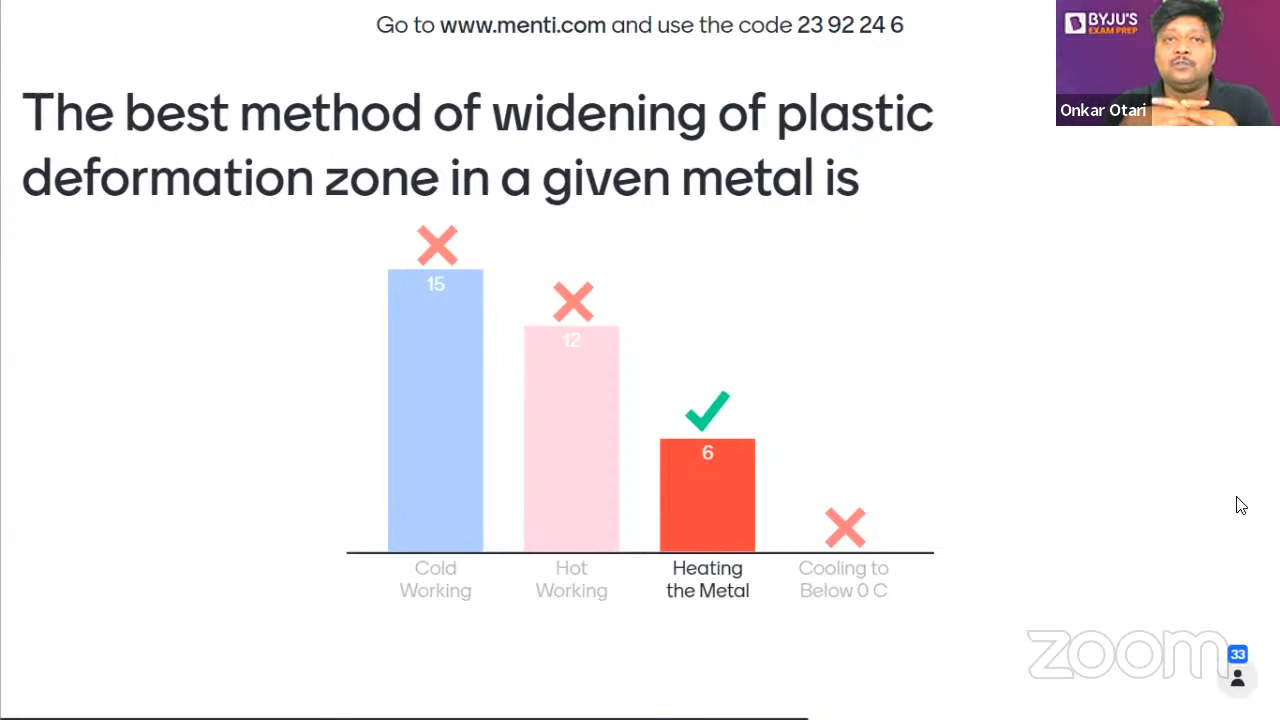 Go to www.menti.com and use the code 23 92 24 6
BYJU'S
EXAM PREP
Onkar Otari
The best method of widening of plastic
deformation zone in a given metal is
15
12
6
Cold
Working
Hot
Working
Heating
the Metal
Cooling to
Below 0 C
zoom
33